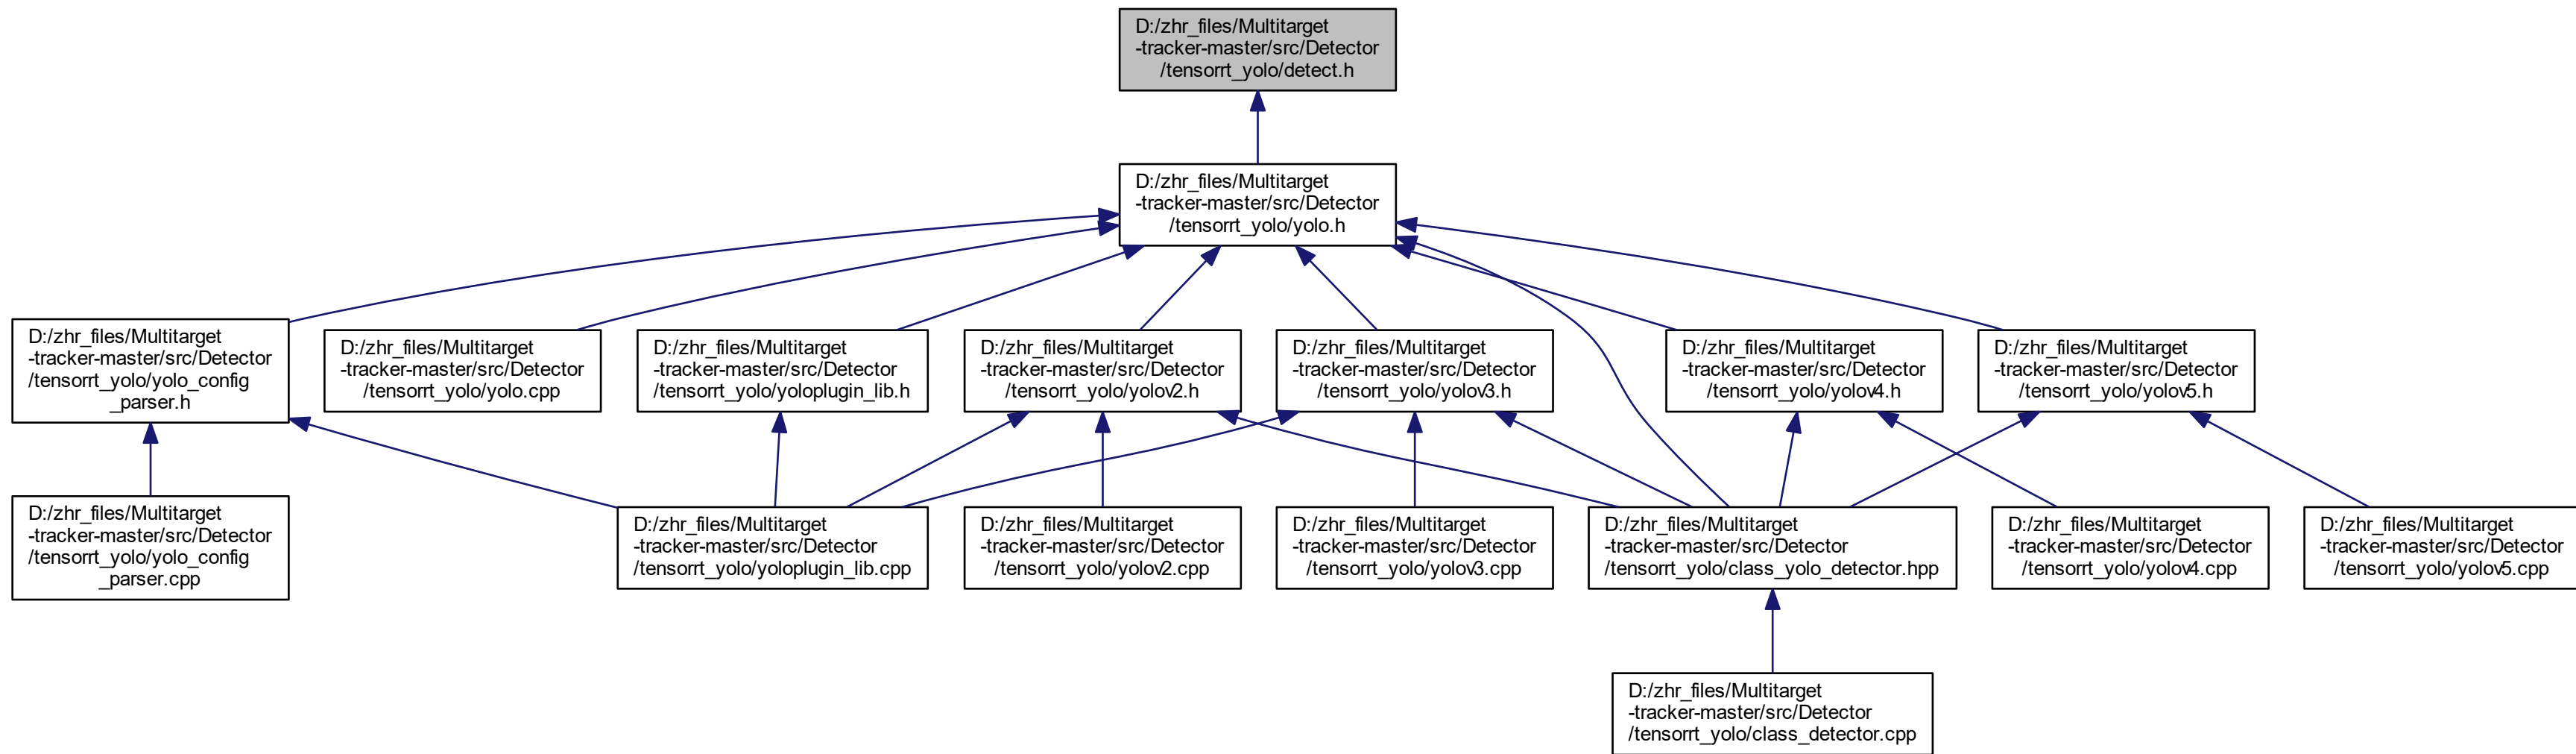 D:/zhr_files/Multitarget
-tracker-master/src/Detector
/tensorrt_yolo/detect.h
D:/zhr_files/Multitarget
-tracker-master/src/Detector
/tensorrt_yolo/yolo.h
D:/zhr_files/Multitarget
-tracker-master/src/Detector
/tensorrt_yolo/yolo_config
_parser.h
D:/zhr_files/Multitarget
-tracker-master/src/Detector
/tensorrt_yolo/yolo.cpp
D:/zhr_files/Multitarget
-tracker-master/src/Detector
/tensorrt_yolo/yoloplugin_lib.h
D:/zhr_files/Multitarget
-tracker-master/src/Detector
/tensorrt_yolo/yolov2.h
D:/zhr_files/Multitarget
-tracker-master/src/Detector
/tensorrt_yolo/yolov3.h
D:/zhr_files/Multitarget
-tracker-master/src/Detector
/tensorrt_yolo/yolov4.h
D:/zhr_files/Multitarget
-tracker-master/src/Detector
/tensorrt_yolo/yolov5.h
D:/zhr_files/Multitarget
-tracker-master/src/Detector
/tensorrt_yolo/yolo_config
_parser.cpp
D:/zhr_files/Multitarget
-tracker-master/src/Detector
/tensorrt_yolo/yoloplugin_lib.cpp
D:/zhr_files/Multitarget
-tracker-master/src/Detector
/tensorrt_yolo/yolov2.cpp
D:/zhr_files/Multitarget
-tracker-master/src/Detector
/tensorrt_yolo/yolov3.cpp
D:/zhr_files/Multitarget
-tracker-master/src/Detector
/tensorrt_yolo/class_yolo_detector.hpp
D:/zhr_files/Multitarget
-tracker-master/src/Detector
/tensorrt_yolo/yolov4.cpp
D:/zhr_files/Multitarget
-tracker-master/src/Detector
/tensorrt_yolo/yolov5.cpp
D:/zhr_files/Multitarget
-tracker-master/src/Detector
/tensorrt_yolo/class_detector.cpp